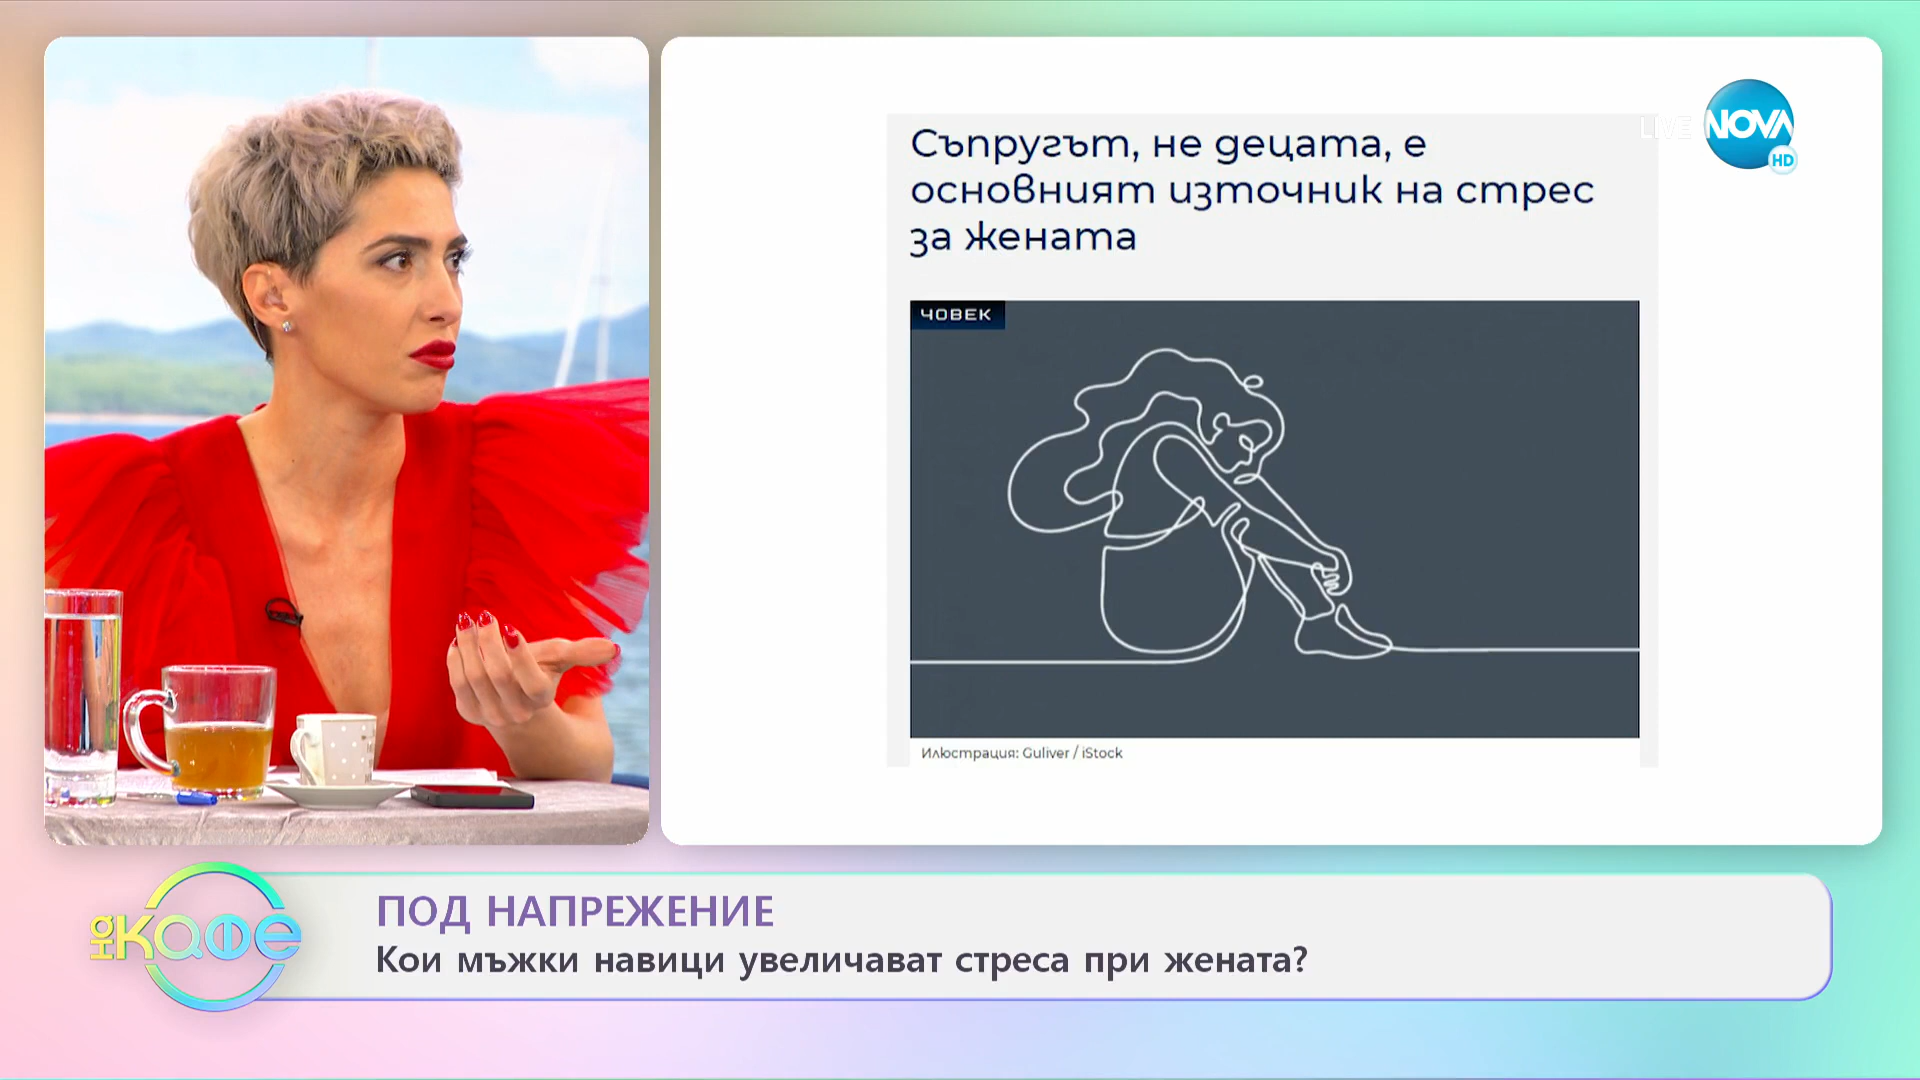 Съпругът, не децата, е
основният източник на стрес
за жената
LIVE NOVA
HD
ЧОВЕК
Илюстрация: Guliver / iStock
на кафе
ПОД НАПРЕЖЕНИЕ
Кои мъжки навици увеличават стреса при жената?